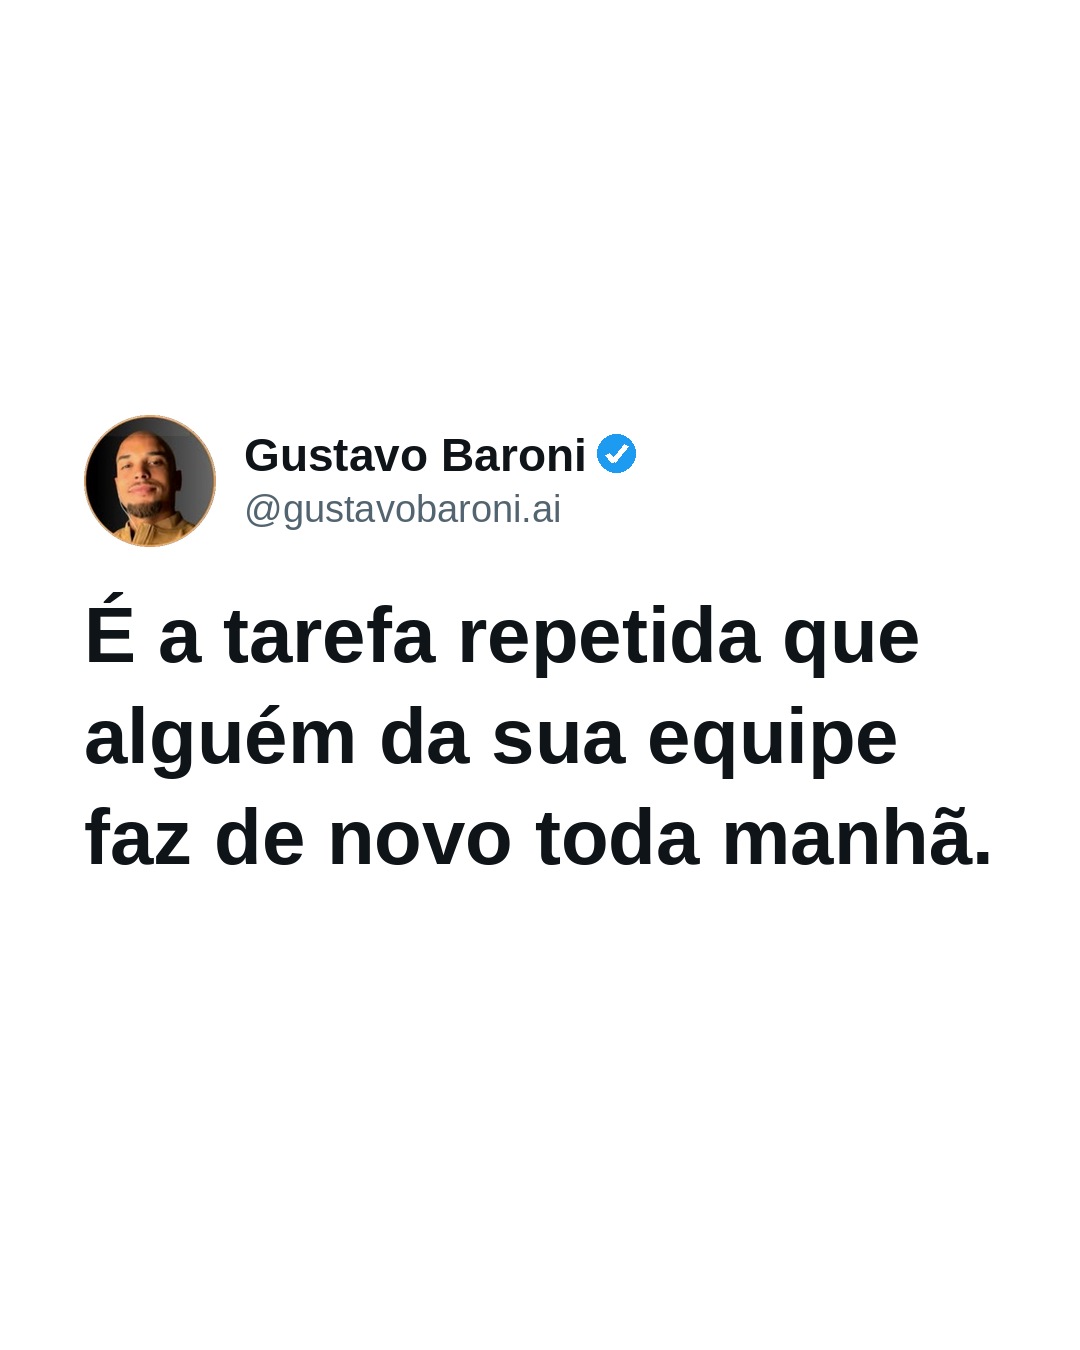 Gustavo Baroni
@gustavobaroni.ai
É a tarefa repetida que
alguém da sua equipe
faz de novo toda manhã.